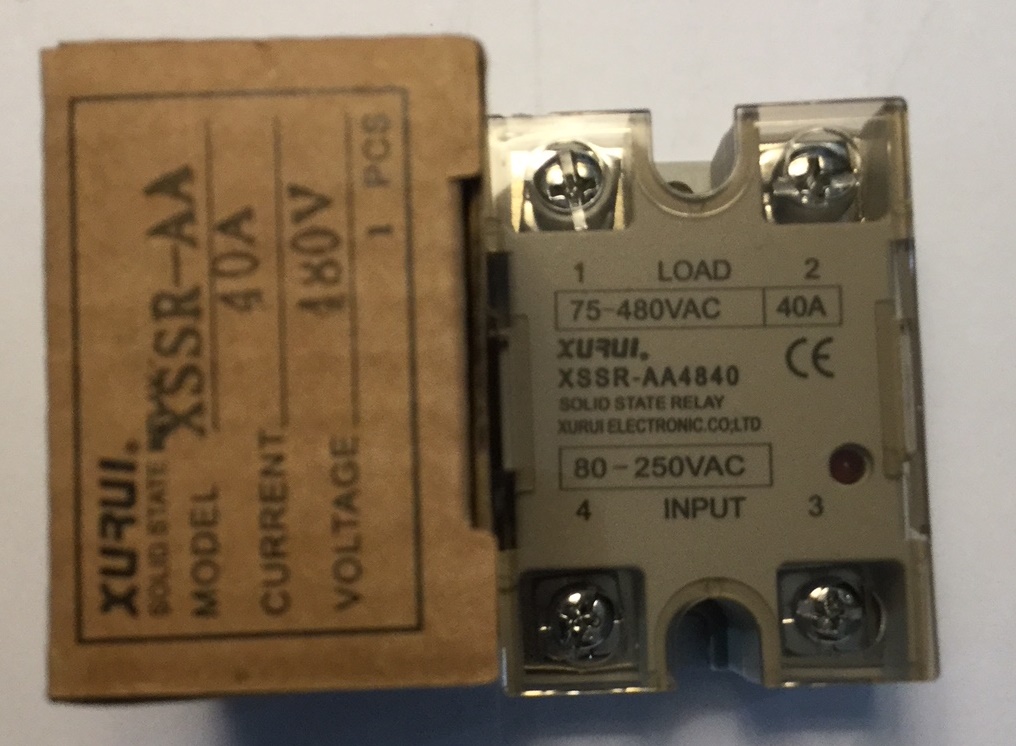 XURUI.
SOLID STATE
MODEL XSSR-AA
40A
CURRENT
480V
VOLTAGE
1 PCS
1 LOAD 2
75-480VAC 40A
XURUI. CE
XSSR-AA4840
SOLID STATE RELAY
XURUI ELECTRONIC.CO;LTD
80-250VAC
4 INPUT 3